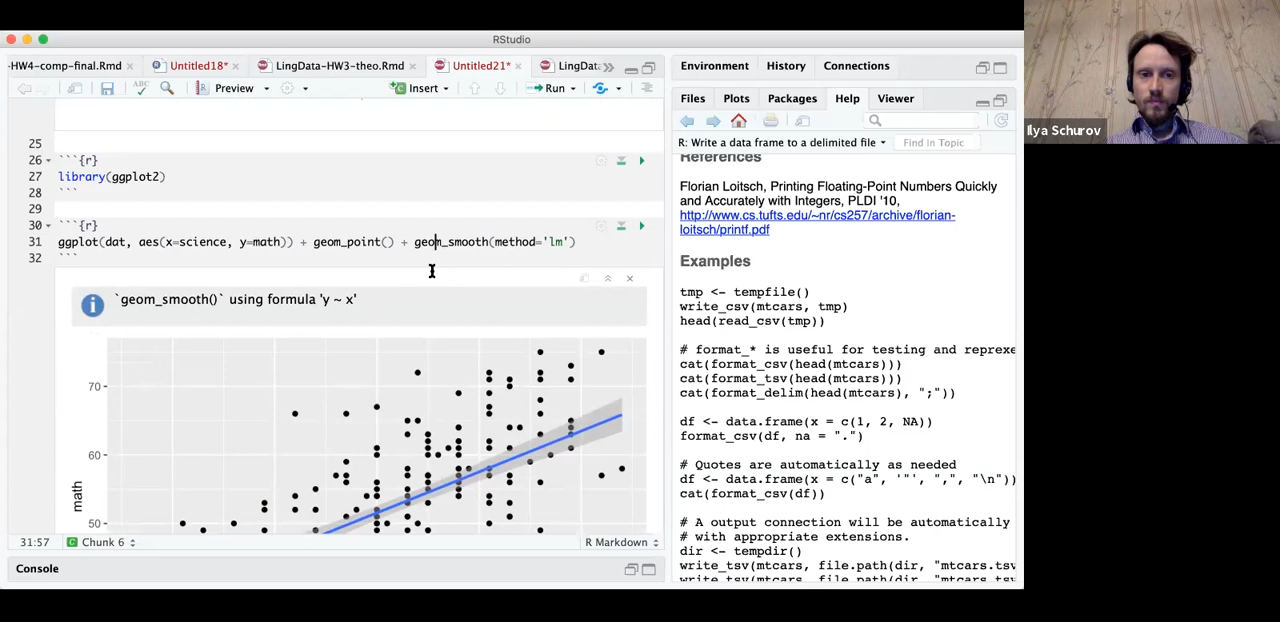 RStudio
-HW4-comp-final.Rmd
Untitled18*
LingData-HW3-theo.Rmd
Untitled21*
LingData
Preview
Insert
Run
25
26 ```{r}
27 library(ggplot2)
28 ```
29
30 ```{r}
31 ggplot(dat, aes(x=science, y=math)) + geom_point() + geom_smooth(method='lm')
32 ```
`geom_smooth()` using formula 'y ~ x'
70
60
50
math
31:57
Chunk 6
R Markdown
Console
Environment
History
Connections
Files
Plots
Packages
Help
Viewer
R: Write a data frame to a delimited file
Find in Topic
References
Florian Loitsch, Printing Floating-Point Numbers Quickly
and Accurately with Integers, PLDI '10,
http://www.cs.tufts.edu/~nr/cs257/archive/florian-
loitsch/printf.pdf
Examples
tmp <- tempfile()
write_csv(mtcars, tmp)
head(read_csv(tmp))
# format_* is useful for testing and reprexe
cat(format_csv(head(mtcars)))
cat(format_tsv(head(mtcars)))
cat(format_delim(head(mtcars), ";"))
df <- data.frame(x = c(1, 2, NA))
format_csv(df, na = ".")
# Quotes are automatically as needed
df <- data.frame(x = c("a", '"', ",", "\n"))
cat(format_csv(df))
# A output connection will be automatically
# with appropriate extensions.
dir <- tempdir()
write_tsv(mtcars, file.path(dir, "mtcars.tsv
Ilya Schurov